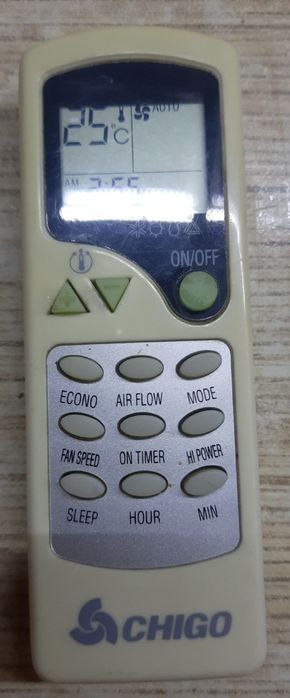 25°C AUTO
AM
ON/OFF
ECONO AIR FLOW MODE
FAN SPEED ON TIMER HI POWER
SLEEP HOUR MIN
CHIGO